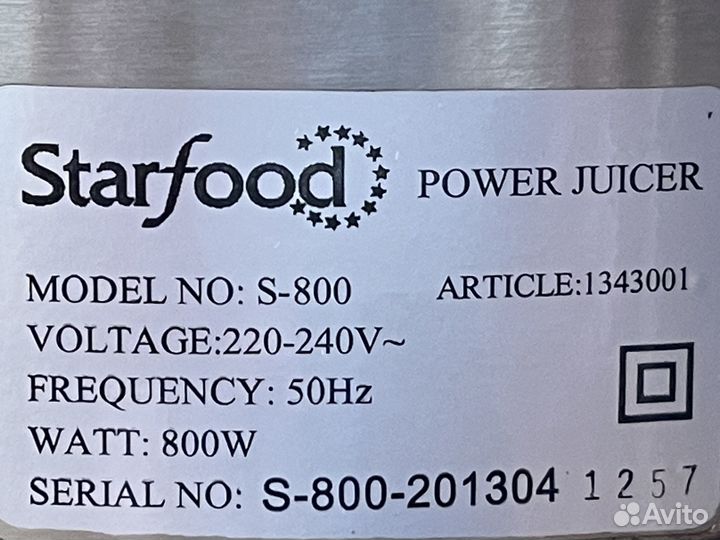 Starfood POWER JUICER
MODEL NO: S-800 ARTICLE:1343001
VOLTAGE:220-240V~
FREQUENCY: 50Hz
WATT: 800W
SERIAL NO: S-800-201304 1257
Avito